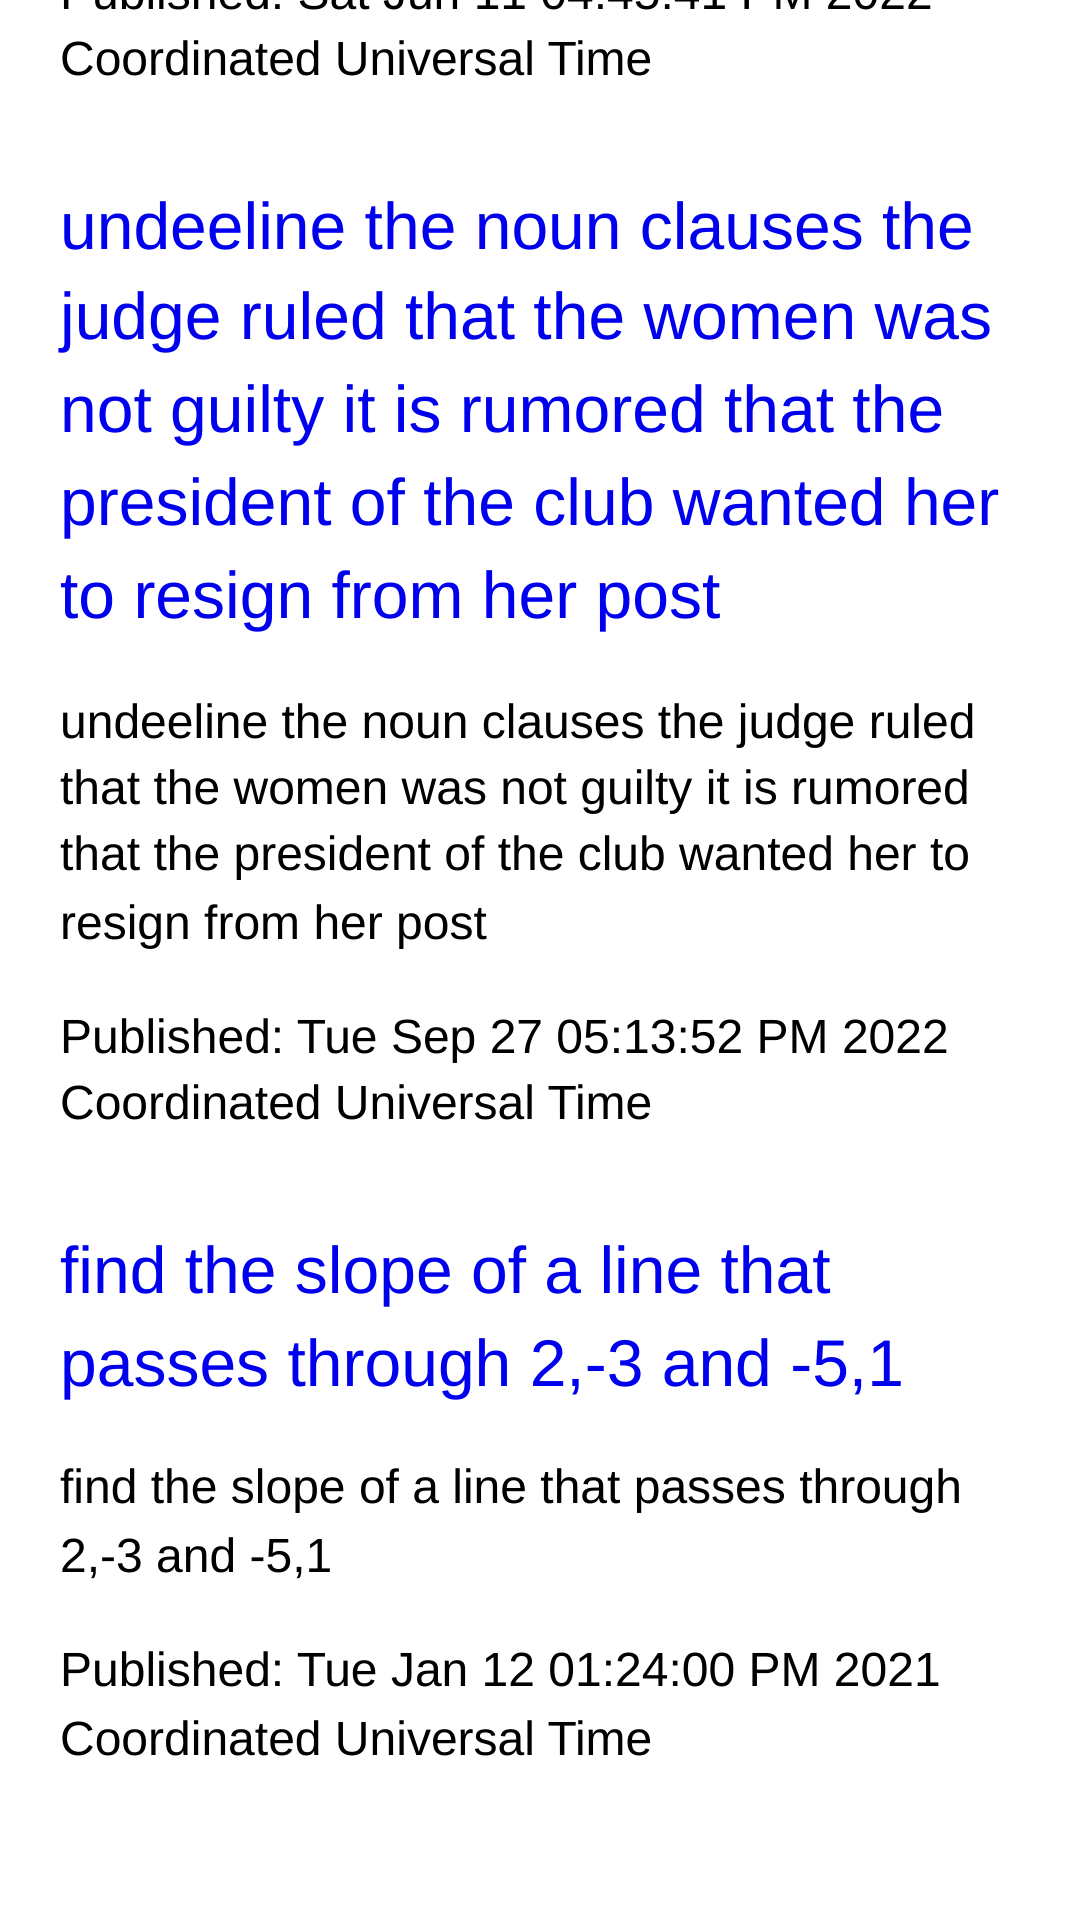 Published: Sat Jun 11 04:45:41 PM 2022
Coordinated Universal Time
undeeline the noun clauses the
judge ruled that the women was
not guilty it is rumored that the
president of the club wanted her
to resign from her post
undeeline the noun clauses the judge ruled
that the women was not guilty it is rumored
that the president of the club wanted her to
resign from her post
Published: Tue Sep 27 05:13:52 PM 2022
Coordinated Universal Time
find the slope of a line that
passes through 2,-3 and -5,1
find the slope of a line that passes through
2,-3 and -5,1
Published: Tue Jan 12 01:24:00 PM 2021
Coordinated Universal Time